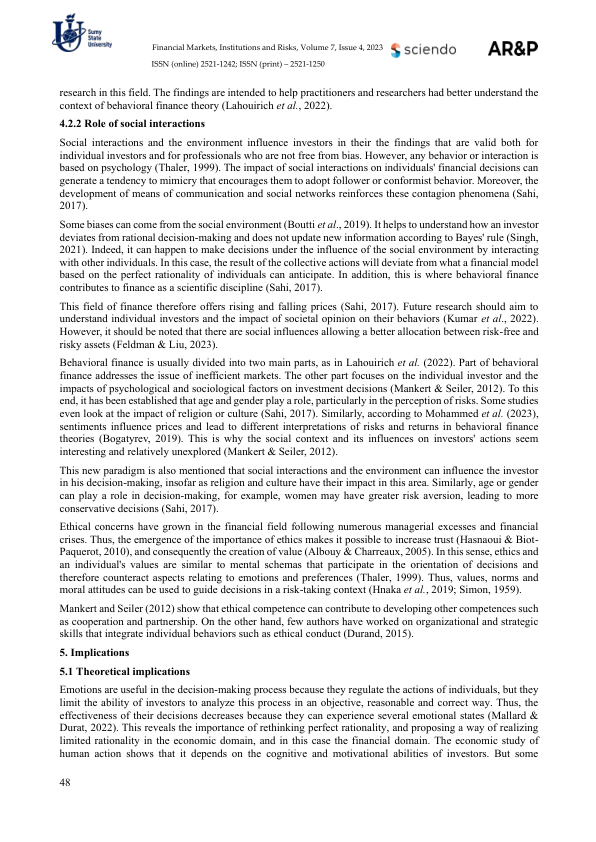 Sumy
State
University
Financial Markets, Institutions and Risks, Volume 7, Issue 4, 2023
sciendo
AR&P
ISSN (online) 2521-1242; ISSN (print) – 2521-1250
research in this field. The findings are intended to help practitioners and researchers had better understand the
context of behavioral finance theory (Lahouirich et al., 2022).
4.2.2 Role of social interactions
Social interactions and the environment influence investors in their the findings that are valid both for
individual investors and for professionals who are not free from bias. However, any behavior or interaction is
based on psychology (Thaler, 1999). The impact of social interactions on individuals' financial decisions can
generate a tendency to mimicry that encourages them to adopt follower or conformist behavior. Moreover, the
development of means of communication and social networks reinforces these contagion phenomena (Sahi,
2017).
Some biases can come from the social environment (Boutti et al., 2019). It helps to understand how an investor
deviates from rational decision-making and does not update new information according to Bayes' rule (Singh,
2021). Indeed, it can happen to make decisions under the influence of the social environment by interacting
with other individuals. In this case, the result of the collective actions will deviate from what a financial model
based on the perfect rationality of individuals can anticipate. In addition, this is where behavioral finance
contributes to finance as a scientific discipline (Sahi, 2017).
This field of finance therefore offers rising and falling prices (Sahi, 2017). Future research should aim to
understand individual investors and the impact of societal opinion on their behaviors (Kumar et al., 2022).
However, it should be noted that there are social influences allowing a better allocation between risk-free and
risky assets (Feldman & Liu, 2023).
Behavioral finance is usually divided into two main parts, as in Lahouirich et al. (2022). Part of behavioral
finance addresses the issue of inefficient markets. The other part focuses on the individual investor and the
impacts of psychological and sociological factors on investment decisions (Mankert & Seiler, 2012). To this
end, it has been established that age and gender play a role, particularly in the perception of risks. Some studies
even look at the impact of religion or culture (Sahi, 2017). Similarly, according to Mohammed et al. (2023),
sentiments influence prices and lead to different interpretations of risks and returns in behavioral finance
theories (Bogatyrev, 2019). This is why the social context and its influences on investors' actions seem
interesting and relatively unexplored (Mankert & Seiler, 2012).
This new paradigm is also mentioned that social interactions and the environment can influence the investor
in his decision-making, insofar as religion and culture have their impact in this area. Similarly, age or gender
can play a role in decision-making, for example, women may have greater risk aversion, leading to more
conservative decisions (Sahi, 2017).
Ethical concerns have grown in the financial field following numerous managerial excesses and financial
crises. Thus, the emergence of the importance of ethics makes it possible to increase trust (Hasnaoui & Biot-
Paquerot, 2010), and consequently the creation of value (Albouy & Charreaux, 2005). In this sense, ethics and
an individual's values are similar to mental schemas that participate in the orientation of decisions and
therefore counteract aspects relating to emotions and preferences (Thaler, 1999). Thus, values, norms and
moral attitudes can be used to guide decisions in a risk-taking context (Hnaka et al., 2019; Simon, 1959).
Mankert and Seiler (2012) show that ethical competence can contribute to developing other competences such
as cooperation and partnership. On the other hand, few authors have worked on organizational and strategic
skills that integrate individual behaviors such as ethical conduct (Durand, 2015).
5. Implications
5.1 Theoretical implications
Emotions are useful in the decision-making process because they regulate the actions of individuals, but they
limit the ability of investors to analyze this process in an objective, reasonable and correct way. Thus, the
effectiveness of their decisions decreases because they can experience several emotional states (Mallard &
Durat, 2022). This reveals the importance of rethinking perfect rationality, and proposing a way of realizing
limited rationality in the economic domain, and in this case the financial domain. The economic study of
human action shows that it depends on the cognitive and motivational abilities of investors. But some
48